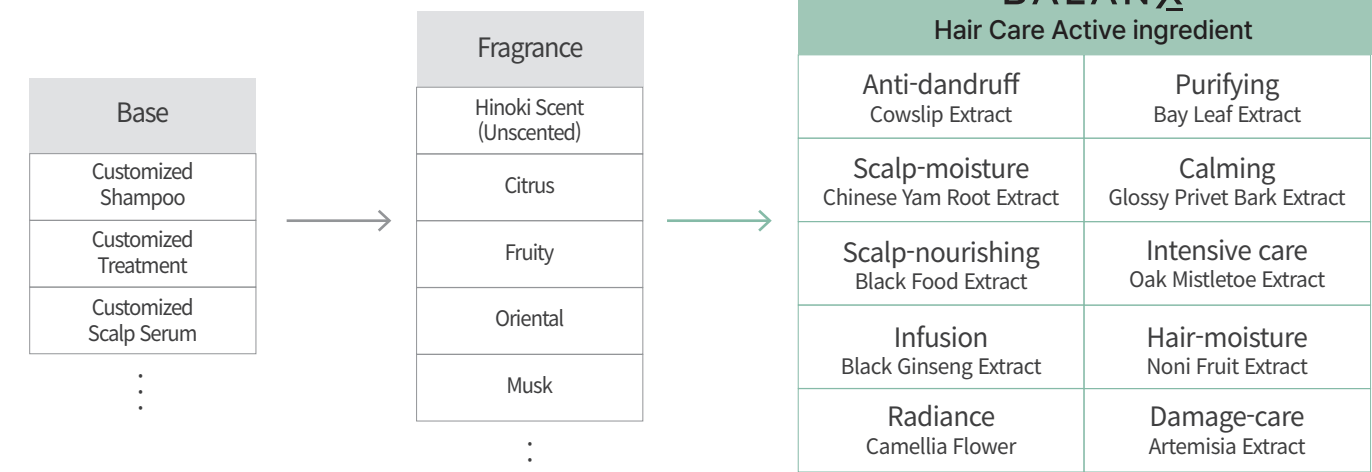 Base
Customized
Shampoo
Customized
Treatment
Customized
Scalp Serum
Fragrance
Hinoki Scent
(Unscented)
Citrus
Fruity
Oriental
Musk
Hair Care Active ingredient
Anti-dandruff
Cowslip Extract
Purifying
Bay Leaf Extract
Scalp-moisture
Chinese Yam Root Extract
Calming
Glossy Privet Bark Extract
Scalp-nourishing
Black Food Extract
Intensive care
Oak Mistletoe Extract
Infusion
Black Ginseng Extract
Hair-moisture
Noni Fruit Extract
Radiance
Camellia Flower
Damage-care
Artemisia Extract